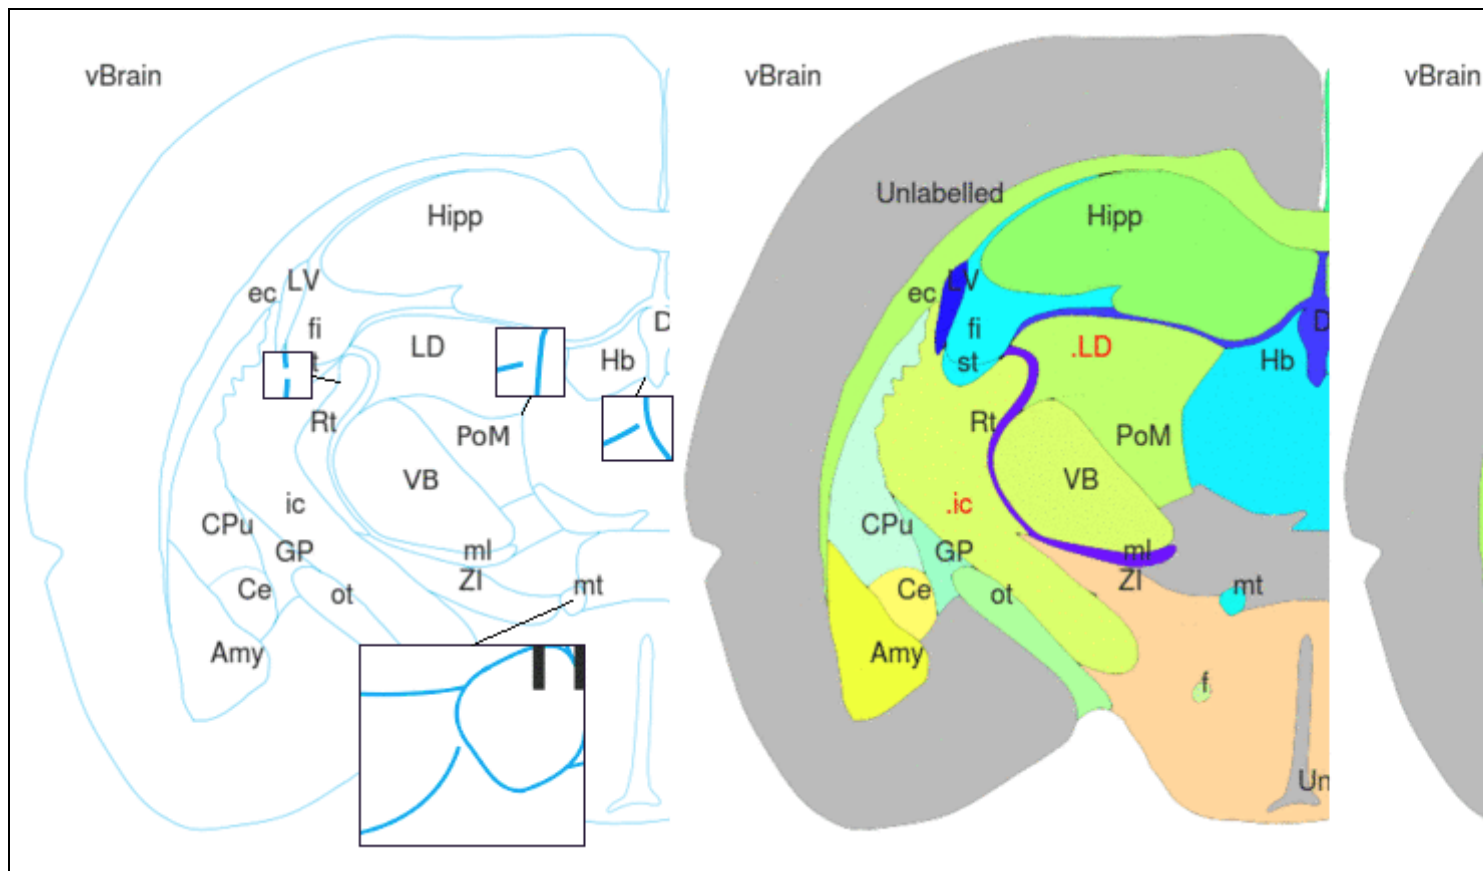 vBrain
Hipp
LV
ec
fi
LD
Hb
D
t
Rt
PoM
VB
ic
CPu
GP
ml
ZI
Ce
ot
mt
Amy
vBrain
Unlabelled
Hipp
LV
ec
fi
D
st
.LD
Hb
Rt
PoM
VB
.ic
CPu
GP
ml
ZI
Ce
ot
mt
Amy
f
Un
vBrain